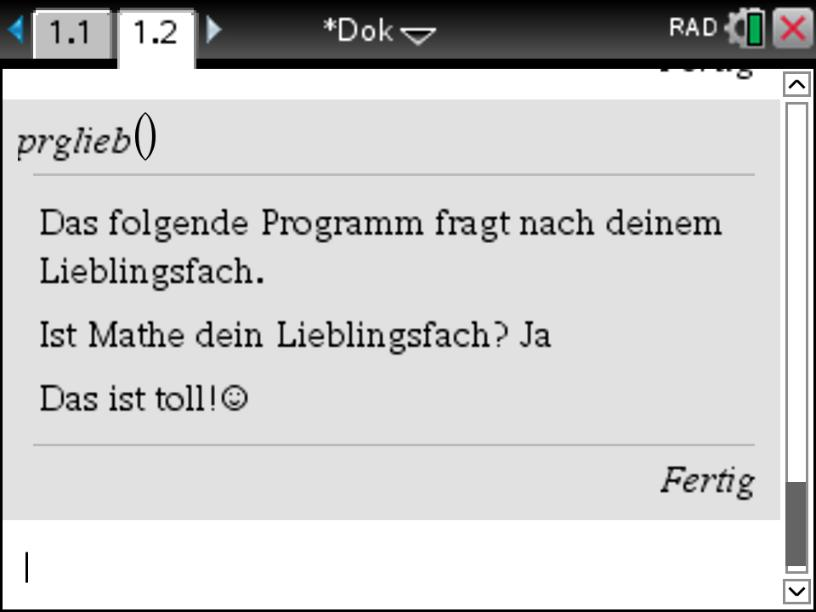 1.1 1.2 *Dok RAD
Fertig
prglieb()
Das folgende Programm fragt nach deinem
Lieblingsfach.
Ist Mathe dein Lieblingsfach? Ja
Das ist toll!☺
Fertig